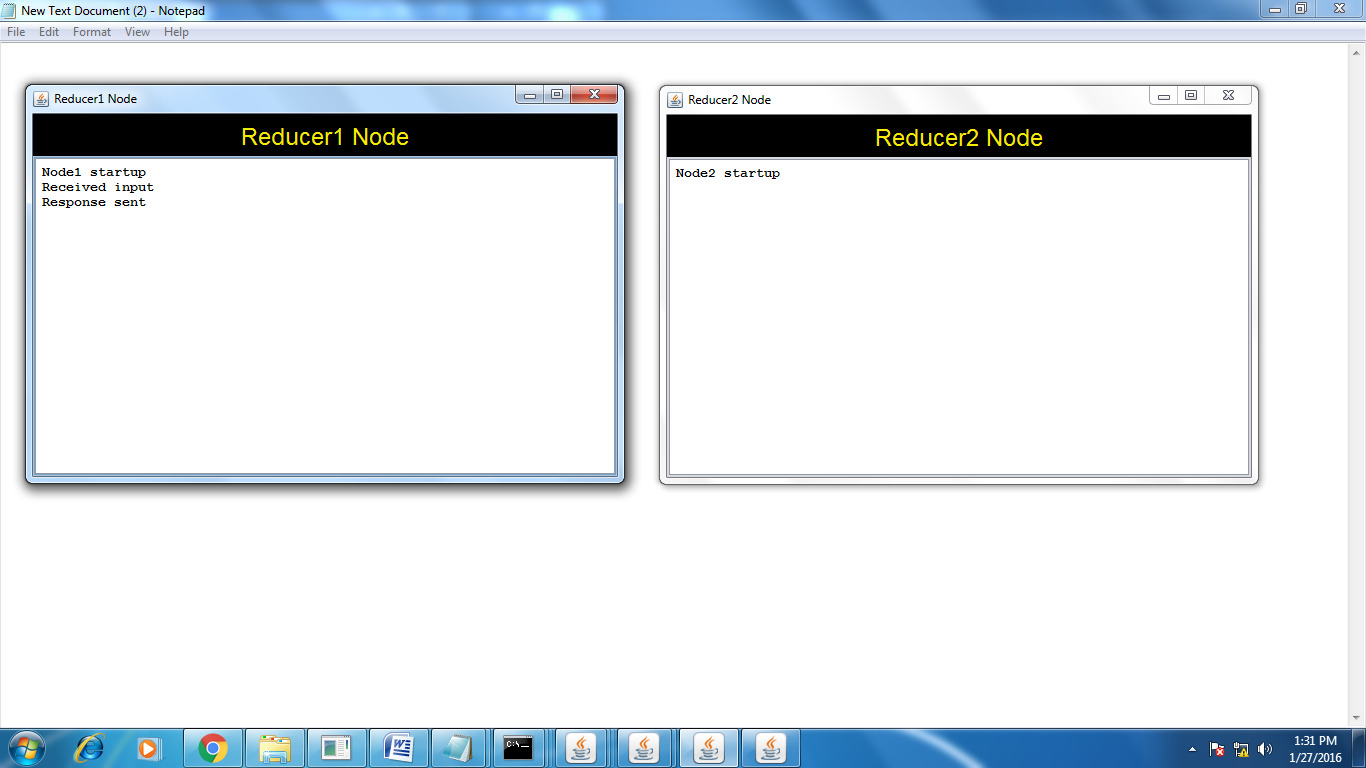 New Text Document (2) - Notepad
File Edit Format View Help
Reducer1 Node
Reducer1 Node
Node1 startup
Received input
Response sent
Reducer2 Node
Reducer2 Node
Node2 startup
C:\_
1:31 PM
1/27/2016